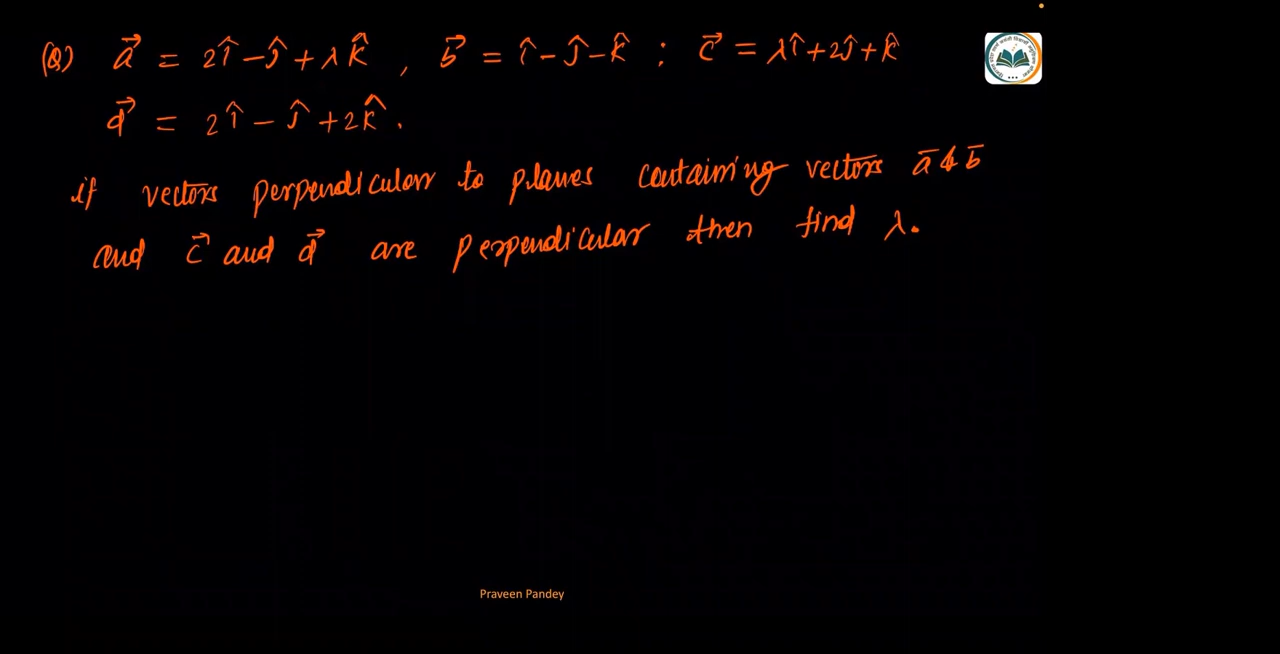 (Q) a⃗ = 2î - ĵ + λk̂ , b⃗ = î - ĵ - k̂ ; c⃗ = λî + 2ĵ + k̂
d⃗ = 2î - ĵ + 2k̂ .
if vectors perpendicular to planes containing vectors a̅ & b̅
and c⃗ and d⃗ are perpendicular then find λ.
Praveen Pandey